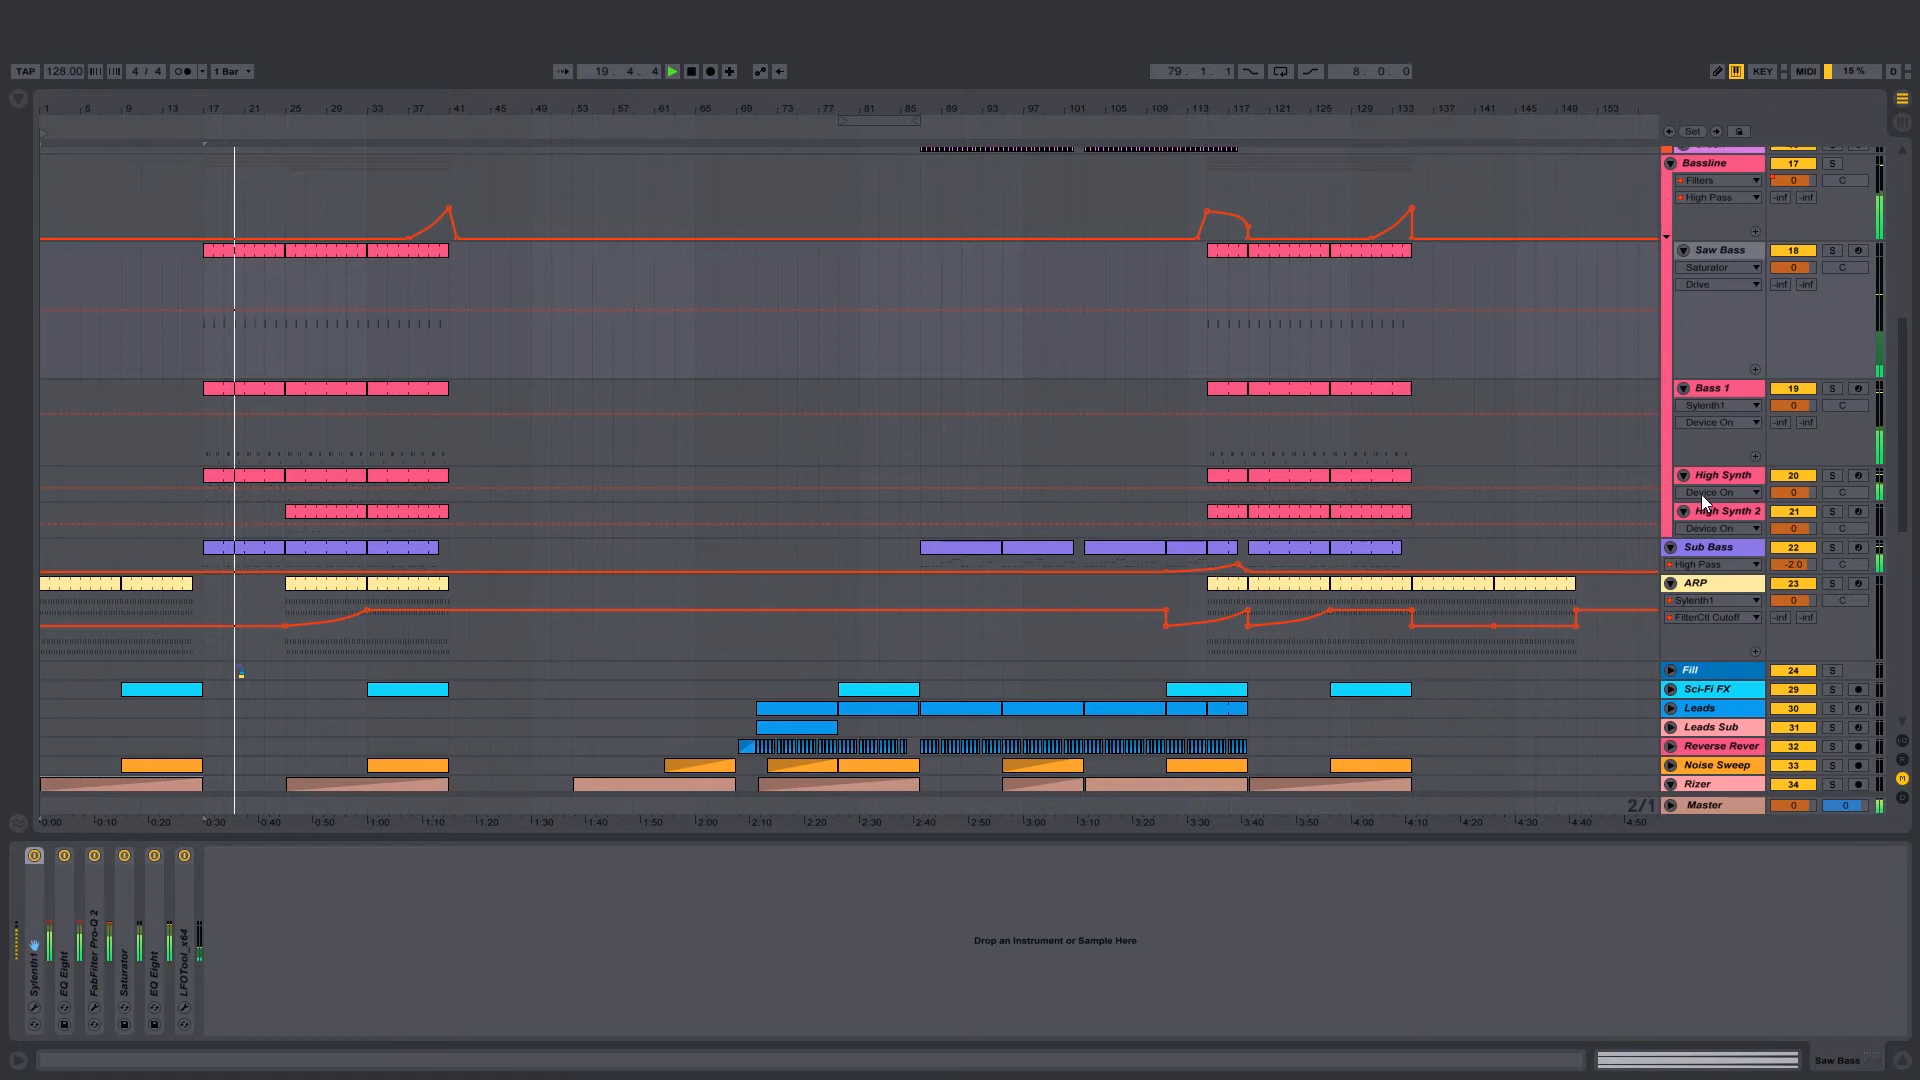 TAP 128.00 4 / 4 1 Bar 19. 4. 4 79. 1. 1 8. 0. 0 KEY MIDI 15 % D
1 5 9 13 17 21 25 29 33 37 41 45 49 53 57 61 65 69 73 77 81 85 89 93 97 101 105 109 113 117 121 125 129 133 137 141 145 149 153
Set
Bassline 17 S
Filters 0 C
High Pass -inf -inf
Saw Bass 18 S
Saturator 0 C
Drive -inf -inf
Bass 1 19 S
Sylenth1 0 C
Device On -inf -inf
High Synth 20 S
Device On 0 C
High Synth 2 21 S
Device On 0 C
Sub Bass 22 S
High Pass -2.0 C
ARP 23 S
Sylenth1 0 C
FilterCtl Cutoff -inf -inf
Fill 24 S
Sci-Fi FX 29 S
Leads 30 S
Leads Sub 31 S
Reverse Rever 32 S
Noise Sweep 33 S
Rizer 34 S
2/1 Master 0 0
0:00 0:10 0:20 0:30 0:40 0:50 1:00 1:10 1:20 1:30 1:40 1:50 2:00 2:10 2:20 2:30 2:40 2:50 3:00 3:10 3:20 3:30 3:40 3:50 4:00 4:10 4:20 4:30 4:40 4:50
Sylenth1
EQ Eight
FabFilter Pro-Q 2
Saturator
EQ Eight
LFOTool_x64
Drop an Instrument or Sample Here
Saw Bass